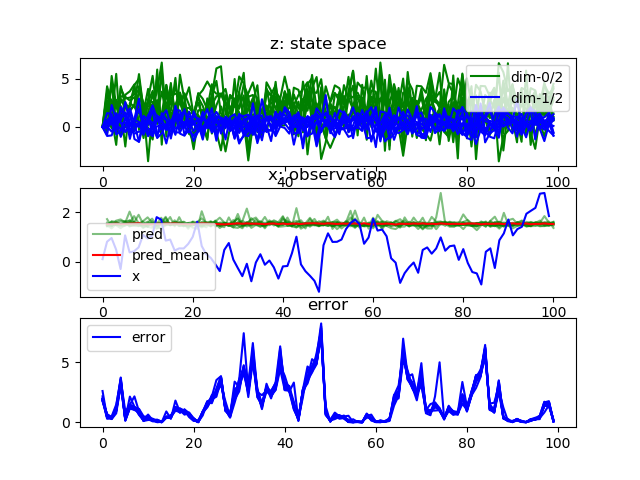 z: state space
5
0
dim-0/2
dim-1/2
0 20 40 60 80 100
x: observation
2
0
pred
pred_mean
x
0 20 40 60 80 100
error
5
0
error
0 20 40 60 80 100